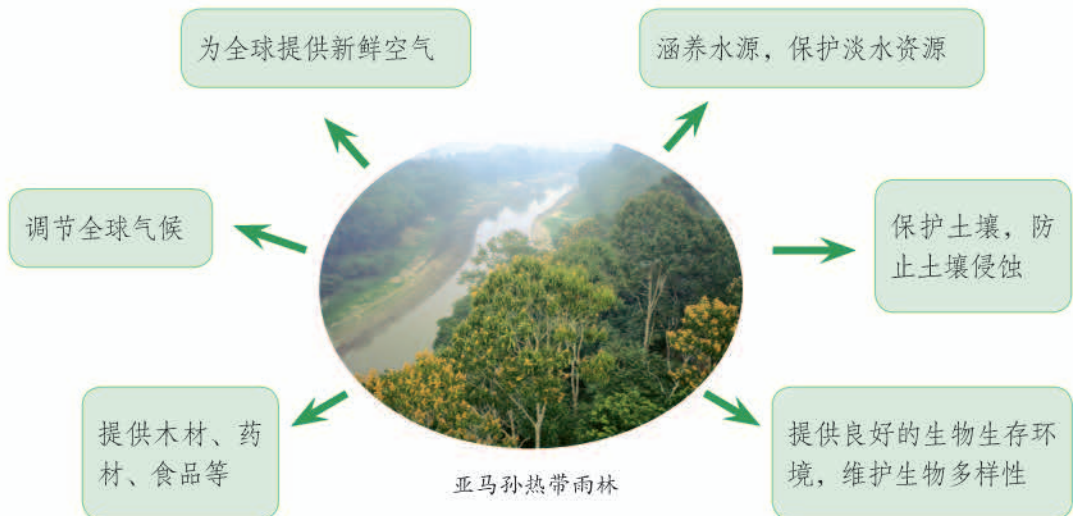 为全球提供新鲜空气
涵养水源，保护淡水资源
调节全球气候
保护土壤，防
止土壤侵蚀
提供木材、药
材、食品等
提供良好的生物生存环
境，维护生物多样性
亚马孙热带雨林